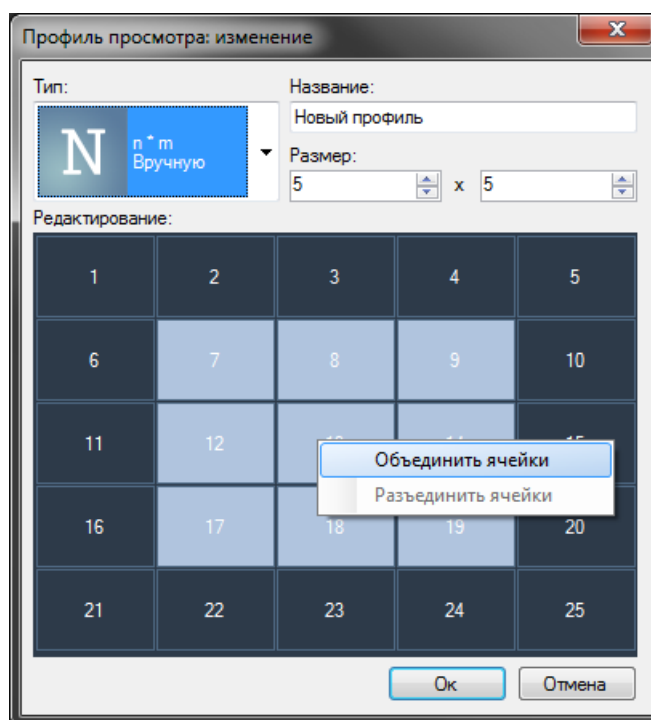 Профиль просмотра: изменение
Тип:
Название:
N
n * m
Вручную
Новый профиль
Размер:
5 x 5
Редактирование:
1 2 3 4 5
6 7 8 9 10
11 12
Объединить ячейки
Разъединить ячейки
16 17 18 19 20
21 22 23 24 25
Ок Отмена